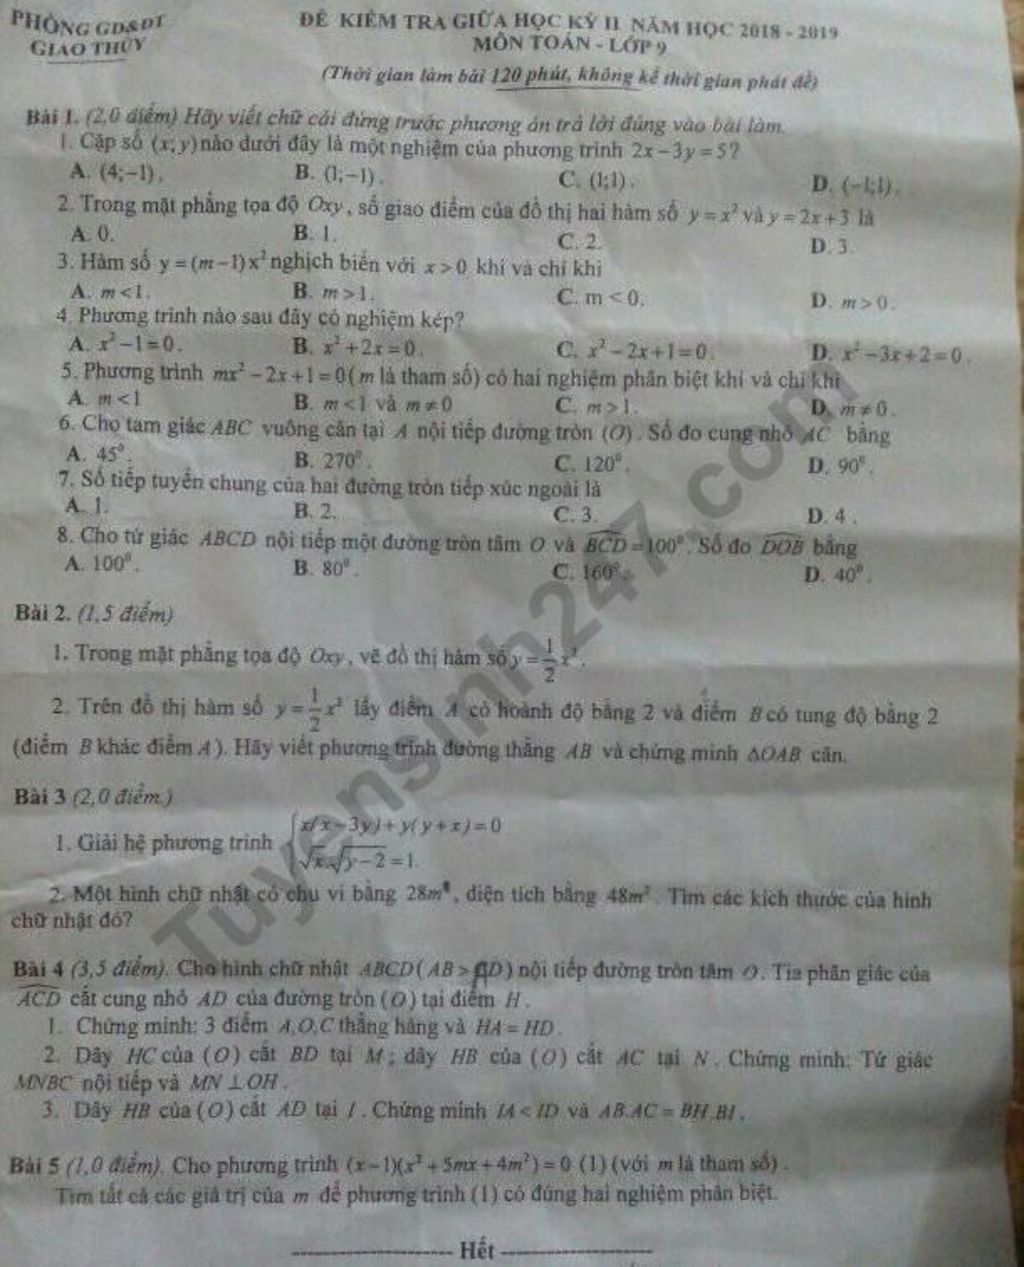 PHÒNG GD&ĐT
GIAO THỦY
ĐỀ KIỂM TRA GIỮA HỌC KỲ II NĂM HỌC 2018 - 2019
MÔN TOÁN - LỚP 9
(Thời gian làm bài 120 phút, không kể thời gian phát đề)
Bài 1. (2,0 điểm) Hãy viết chữ cái đứng trước phương án trả lời đúng vào bài làm.
1. Cặp số (x; y) nào dưới đây là một nghiệm của phương trình 2x − 3y = 5?
A. (4;−1). B. (1;−1). C. (1;1). D. (−1;1).
2. Trong mặt phẳng tọa độ Oxy, số giao điểm của đồ thị hai hàm số y = x² và y = 2x + 3 là
A. 0. B. 1. C. 2. D. 3.
3. Hàm số y = (m − 1)x² nghịch biến với x > 0 khi và chỉ khi
A. m < 1. B. m > 1. C. m < 0. D. m > 0.
4. Phương trình nào sau đây có nghiệm kép?
A. x² − 1 = 0. B. x² + 2x = 0. C. x² − 2x + 1 = 0. D. x² − 3x + 2 = 0.
5. Phương trình mx² − 2x + 1 = 0 ( m là tham số) có hai nghiệm phân biệt khi và chỉ khi
A. m < 1 B. m < 1 và m ≠ 0 C. m > 1. D. m ≠ 0.
6. Cho tam giác ABC vuông cân tại A nội tiếp đường tròn (O). Số đo cung nhỏ AC bằng
A. 45⁰. B. 270⁰. C. 120⁰. D. 90⁰.
7. Số tiếp tuyến chung của hai đường tròn tiếp xúc ngoài là
A. 1. B. 2. C. 3. D. 4 .
8. Cho tứ giác ABCD nội tiếp một đường tròn tâm O và BCD = 100⁰. Số đo DOB bằng
A. 100⁰. B. 80⁰. C. 160⁰. D. 40⁰.
Bài 2. (1,5 điểm)
1. Trong mặt phẳng tọa độ Oxy, vẽ đồ thị hàm số y = 1/2 x².
2. Trên đồ thị hàm số y = 1/2 x² lấy điểm A có hoành độ bằng 2 và điểm B có tung độ bằng 2
(điểm B khác điểm A). Hãy viết phương trình đường thẳng AB và chứng minh ΔOAB cân.
Bài 3 (2,0 điểm.)
1. Giải hệ phương trình { x(x − 3y) + y(y + x) = 0
√x.√y − 2 = 1.
2. Một hình chữ nhật có chu vi bằng 28m, diện tích bằng 48m². Tìm các kích thước của hình
chữ nhật đó?
Bài 4 (3,5 điểm). Cho hình chữ nhật ABCD (AB > AD) nội tiếp đường tròn tâm O. Tia phân giác của
ACD cắt cung nhỏ AD của đường tròn (O) tại điểm H.
1. Chứng minh: 3 điểm A,O,C thẳng hàng và HA = HD.
2. Dây HC của (O) cắt BD tại M; dây HB của (O) cắt AC tại N. Chứng minh: Tứ giác
MNBC nội tiếp và MN ⊥ OH.
3. Dây HB của (O) cắt AD tại I. Chứng minh IA < ID và AB.AC = BH.BI.
Bài 5 (1,0 điểm). Cho phương trình (x − 1)(x² + 5mx + 4m²) = 0 (1) (với m là tham số).
Tìm tất cả các giá trị của m để phương trình (1) có đúng hai nghiệm phân biệt.
Hết
Tuyensinh247.com